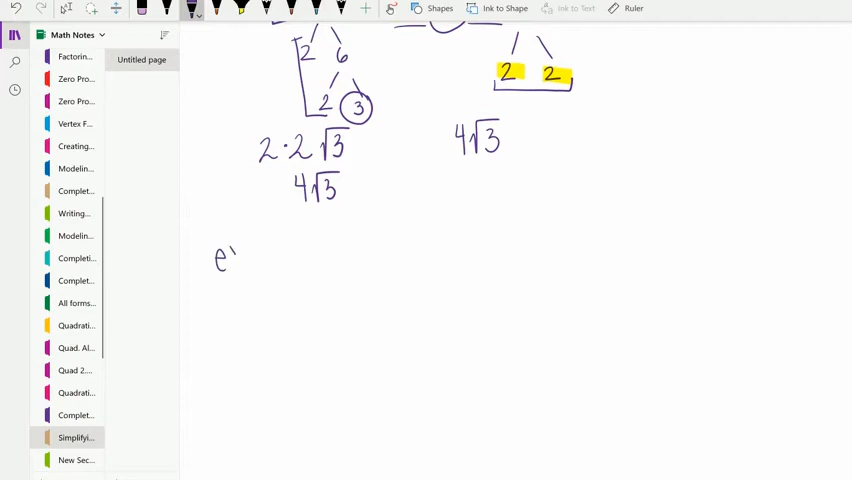 Shapes Ink to Shape Ink to Text Ruler
Math Notes
Untitled page
Factorin...
Zero Pro...
Zero Pro...
Vertex F...
Creating...
Modelin...
Complet...
Writing...
Modelin...
Completi...
Complet...
All forms...
Quadrati...
Quad. Al...
Quad 2....
Quadrati...
Complet...
Simplifyi...
New Sec...
2 6
2 3
2 2
2 · 2 √3
4√3
4√3